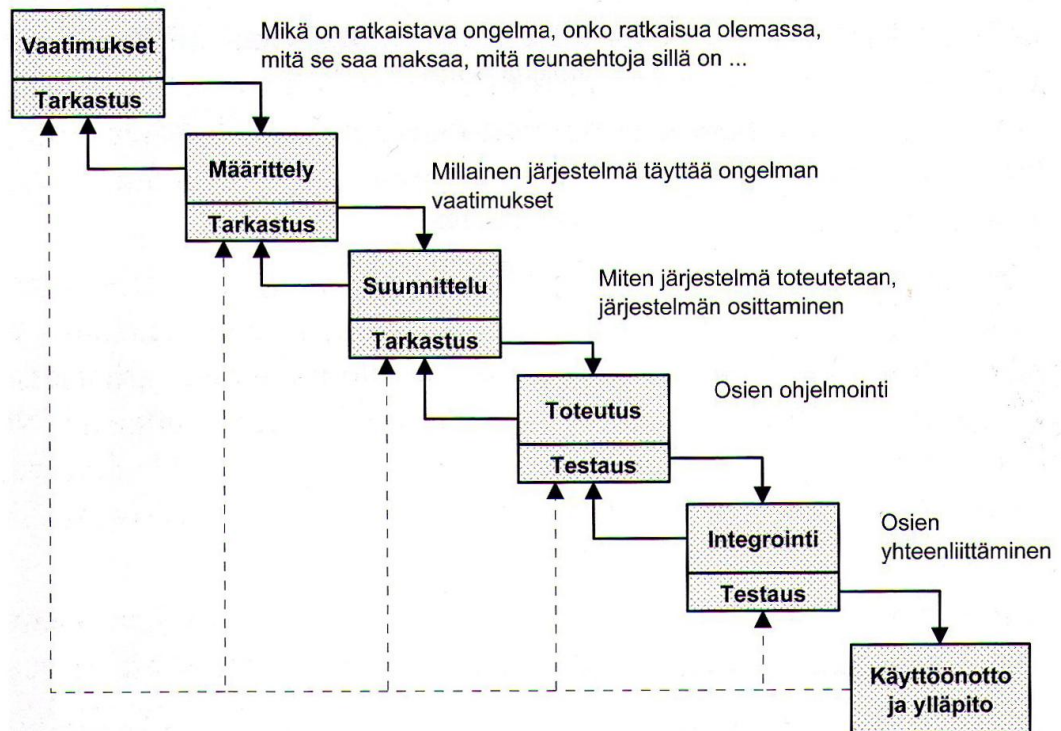 Vaatimukset
Tarkastus
Mikä on ratkaistava ongelma, onko ratkaisua olemassa,
mitä se saa maksaa, mitä reunaehtoja sillä on ...
Määrittely
Tarkastus
Millainen järjestelmä täyttää ongelman
vaatimukset
Suunnittelu
Tarkastus
Miten järjestelmä toteutetaan,
järjestelmän osittaminen
Toteutus
Testaus
Osien ohjelmointi
Integrointi
Testaus
Osien
yhteenliittäminen
Käyttöönotto
ja ylläpito